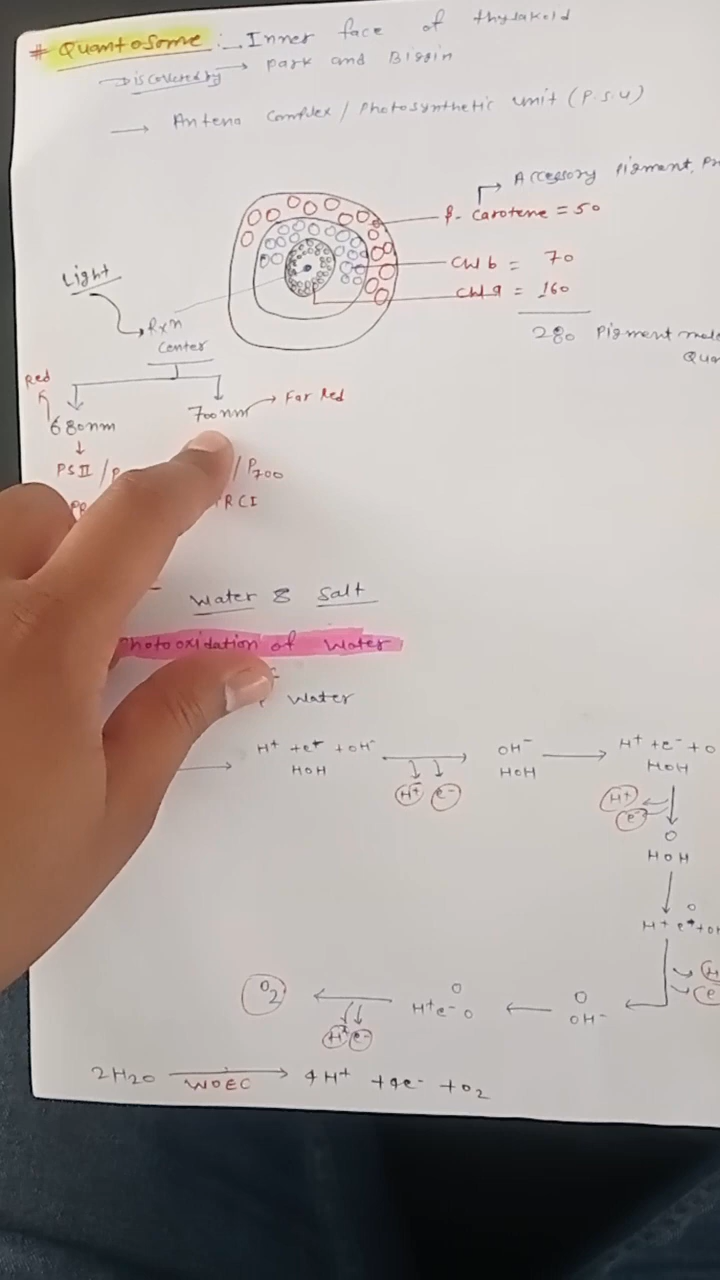 # Quantosome :→ Inner face of thylakoid
Discovered by → Park and Biggin
→ Antena Complex / Photosynthetic unit (P.S.U)
Accessory Pigment,
β- Carotene = 50
Chl b = 70
Chl a = 160
280 Pigment
Light
Rxn
Center
Red
680nm
700nm → Far Red
PS II /
/ P700
RCI
Water & Salt
Photooxidation of Water
Water
H+ + e+ + OH-
HOH
H+ e-
OH-
HOH
H+ + e- + O
HOH
H+
e-
O
HOH
O
H+ e+ + OH
O
OH-
O
H+ e- O
H+ e-
O2
2H2O → 4H+ + 4e- + O2
WOEC